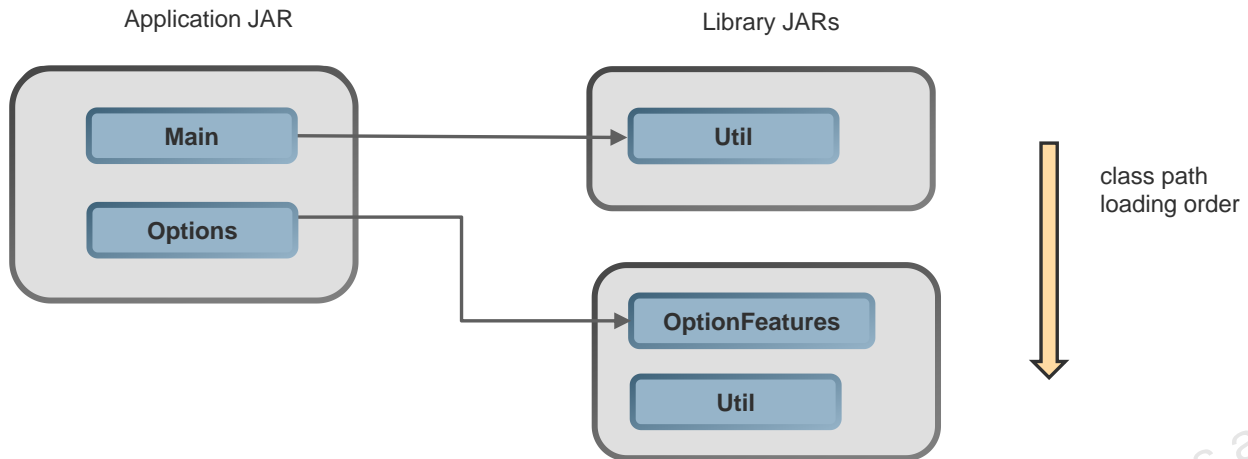 Application JAR
Library JARs
Main
Util
Options
class path
loading order
OptionFeatures
Util